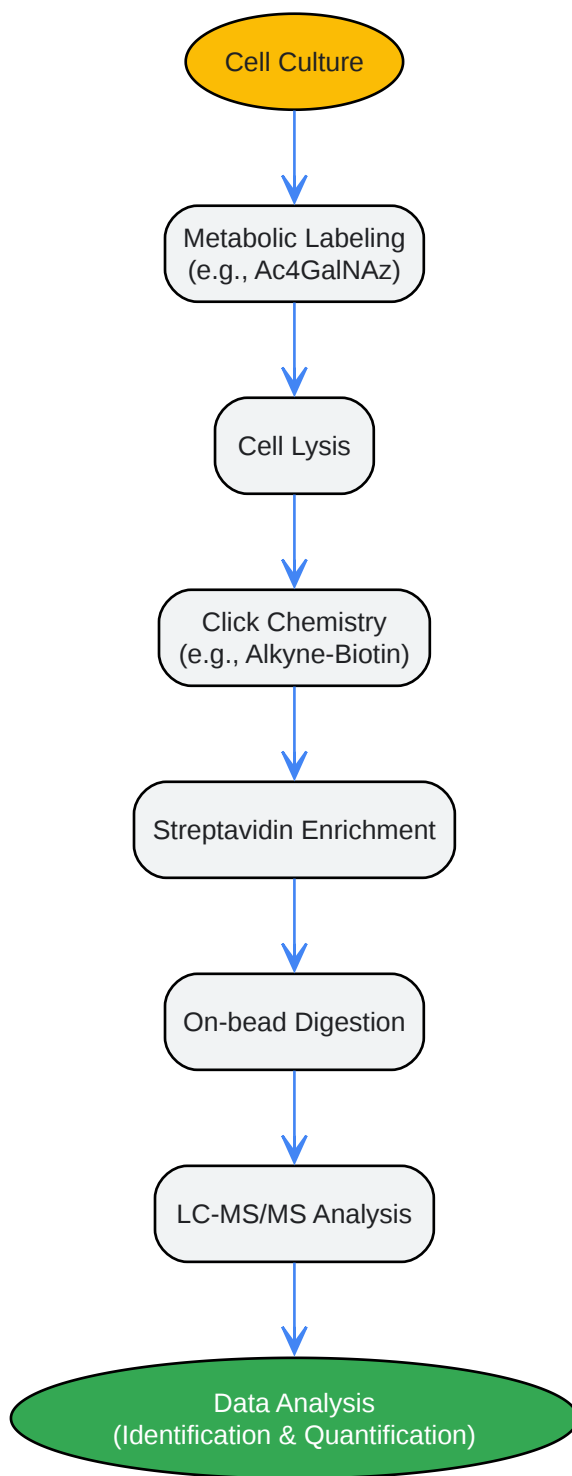 Cell Culture
Metabolic Labeling
(e.g., Ac4GalNAz)
Cell Lysis
Click Chemistry
(e.g., Alkyne-Biotin)
Streptavidin Enrichment
On-bead Digestion
LC-MS/MS Analysis
Data Analysis
(Identification & Quantification)